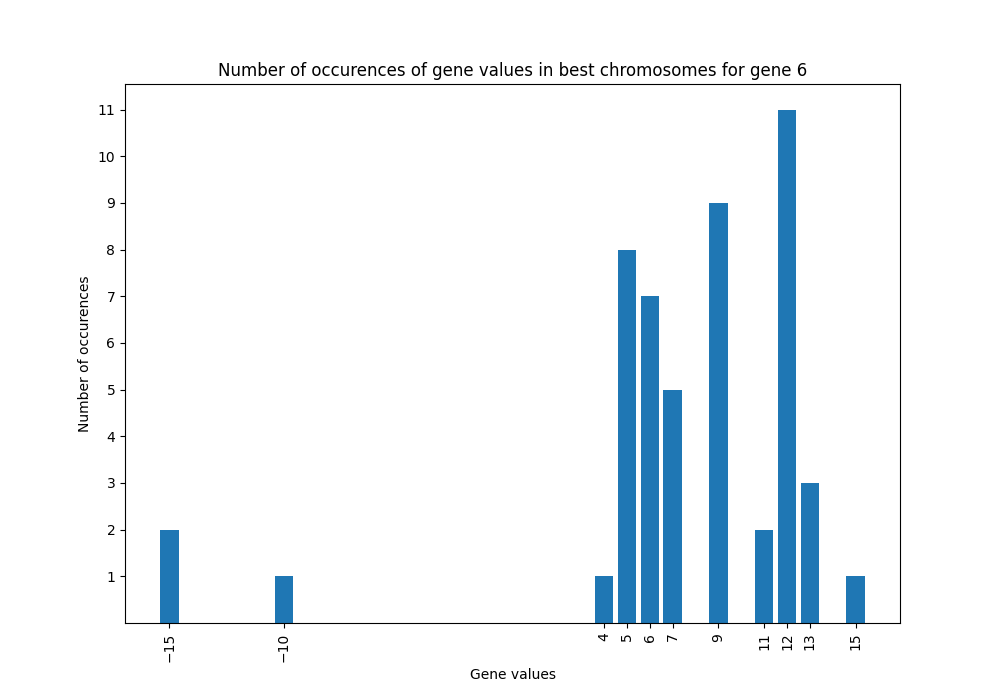 Number of occurences of gene values in best chromosomes for gene 6
11
10
9
8
7
6
5
4
3
2
1
Number of occurences
−15 −10 4 5 6 7 9 11 12 13 15
Gene values